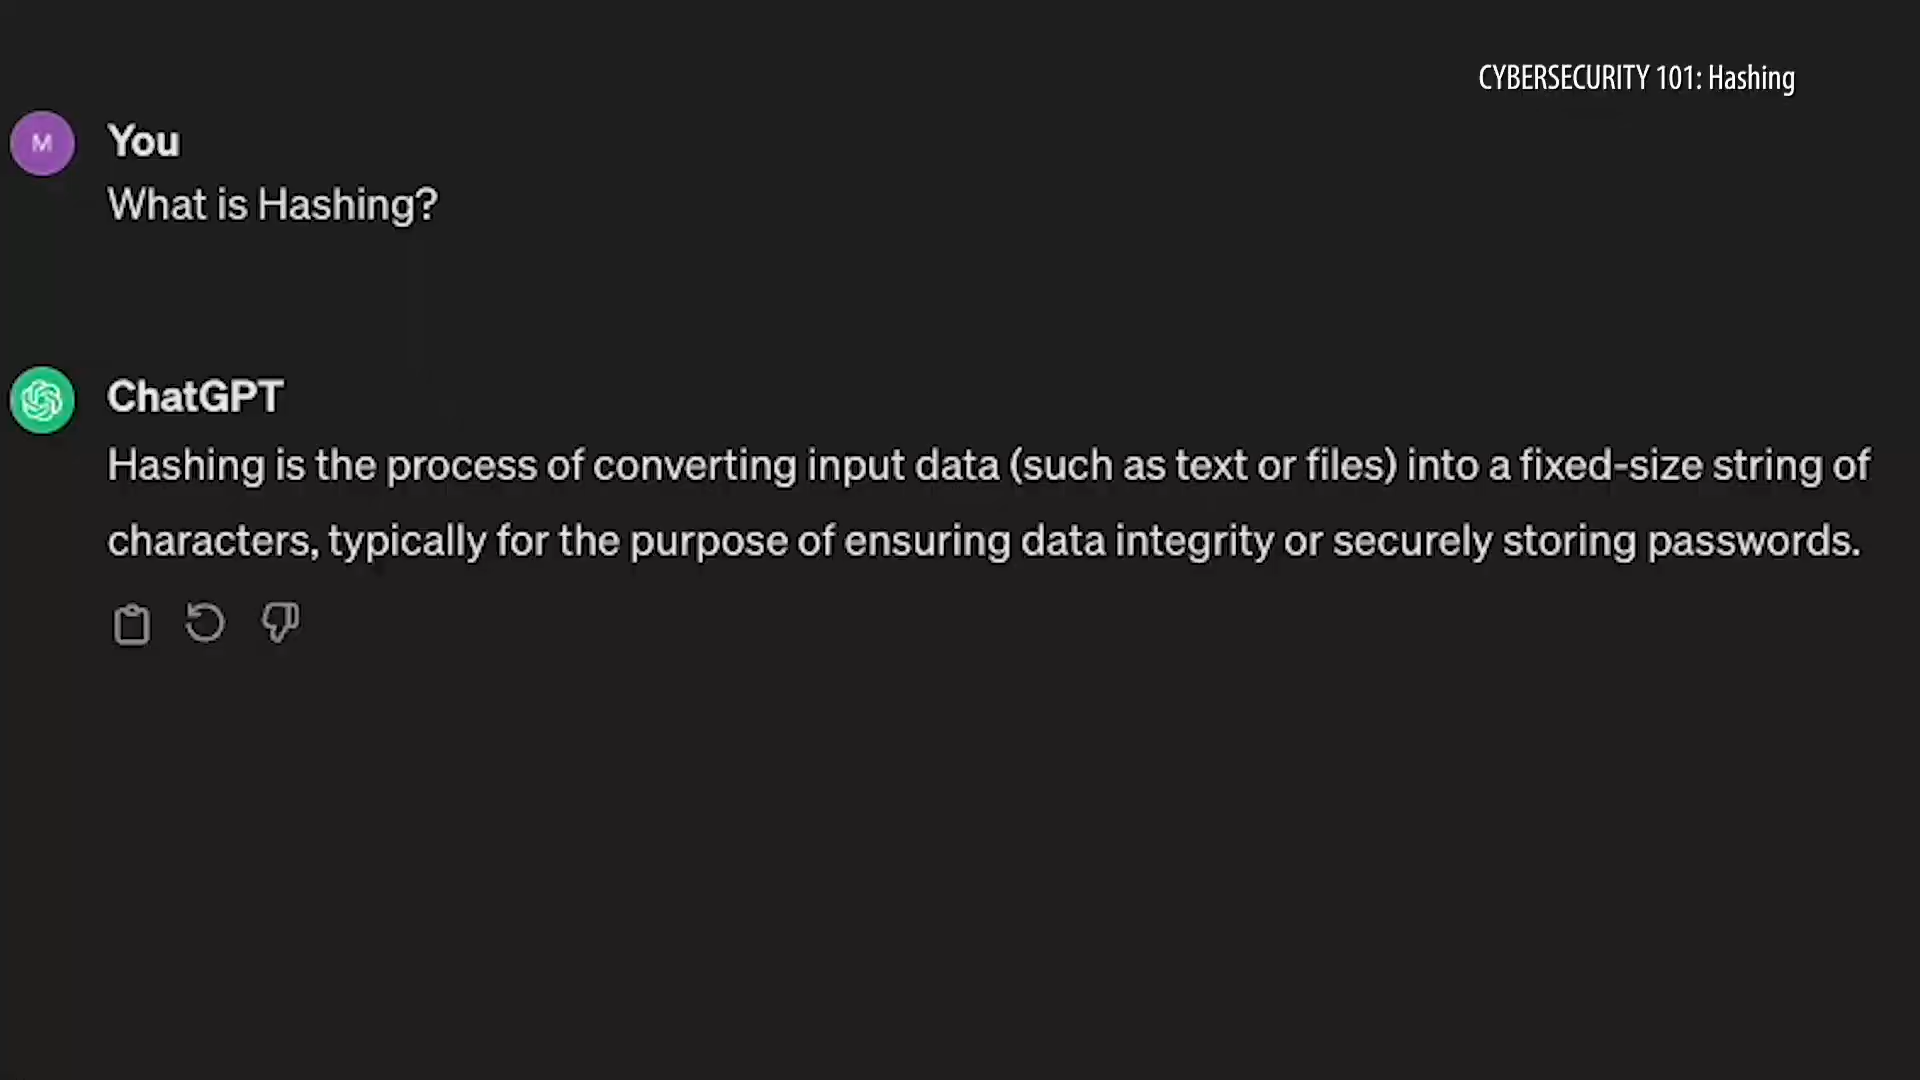 CYBERSECURITY 101: Hashing
M
You
What is Hashing?
ChatGPT
Hashing is the process of converting input data (such as text or files) into a fixed-size string of
characters, typically for the purpose of ensuring data integrity or securely storing passwords.